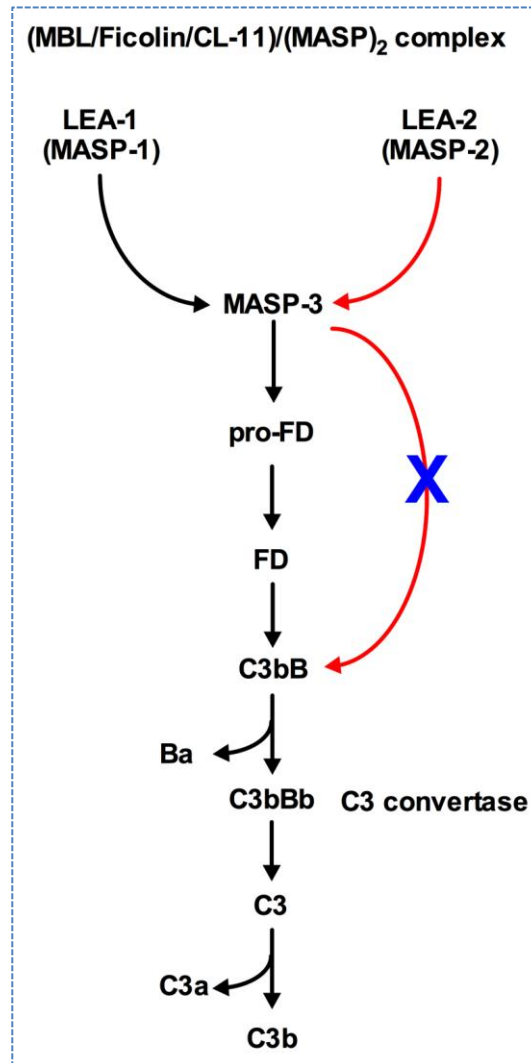 (MBL/Ficolin/CL-11)/(MASP)2 complex
LEA-1
(MASP-1)
LEA-2
(MASP-2)
MASP-3
pro-FD
X
FD
C3bB
Ba
C3bBb C3 convertase
C3
C3a
C3b